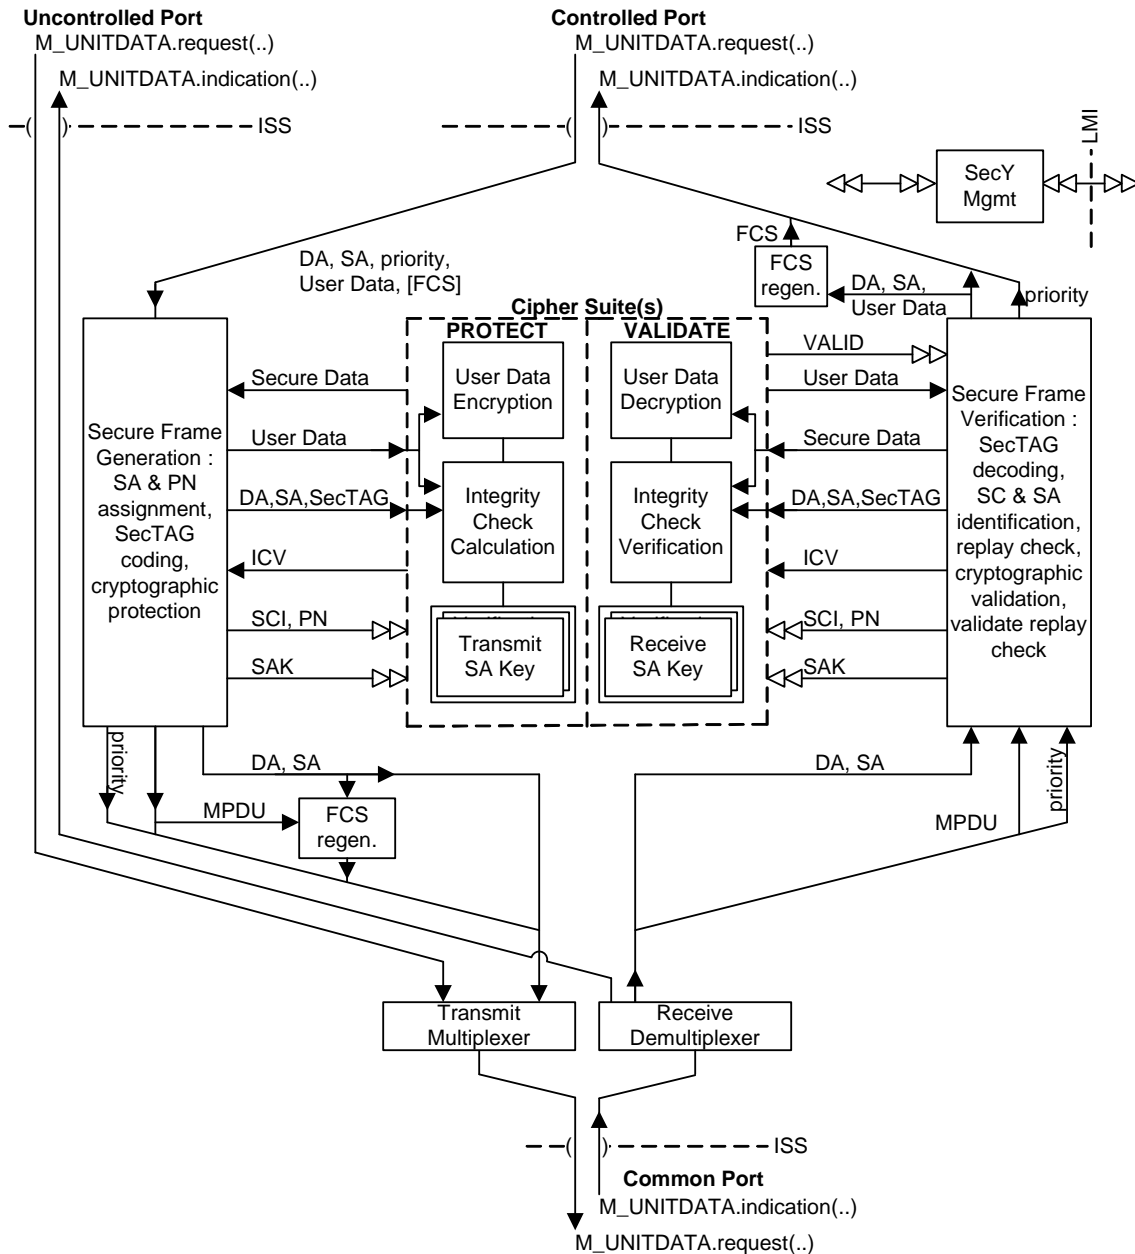 Uncontrolled Port
M_UNITDATA.request(..)
M_UNITDATA.indication(..)
( ) ISS
Controlled Port
M_UNITDATA.request(..)
M_UNITDATA.indication(..)
( ) ISS
LMI
SecY
Mgmt
FCS
FCS
regen.
DA, SA,
User Data
priority
DA, SA, priority,
User Data, [FCS]
Cipher Suite(s)
PROTECT
VALIDATE
Secure Frame
Generation :
SA & PN
assignment,
SecTAG
coding,
cryptographic
protection
Secure Data
User Data
DA,SA,SecTAG
ICV
SCI, PN
SAK
User Data
Encryption
Integrity
Check
Calculation
Transmit
SA Key
User Data
Decryption
Integrity
Check
Verification
Receive
SA Key
VALID
User Data
Secure Data
DA,SA,SecTAG
ICV
SCI, PN
SAK
Secure Frame
Verification :
SecTAG
decoding,
SC & SA
identification,
replay check,
cryptographic
validation,
validate replay
check
priority
DA, SA
MPDU
FCS
regen.
DA, SA
MPDU
priority
Transmit
Multiplexer
Receive
Demultiplexer
( ) ISS
Common Port
M_UNITDATA.indication(..)
M_UNITDATA.request(..)